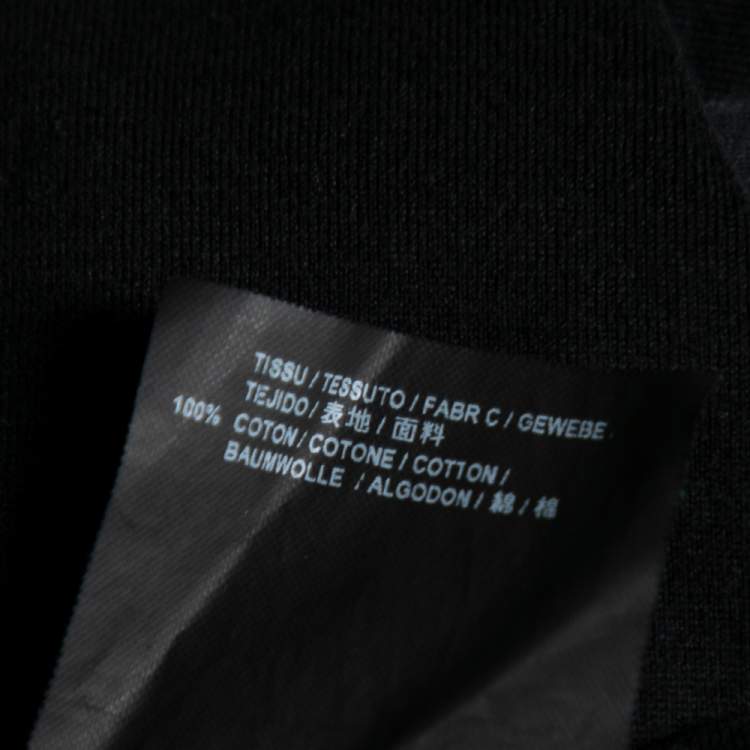 TISSU / TESSUTO / FABR C / GEWEBE
TEJIDO / 表地 / 面料
100% COTON / COTONE / COTTON /
BAUMWOLLE / ALGODON / 綿 / 棉